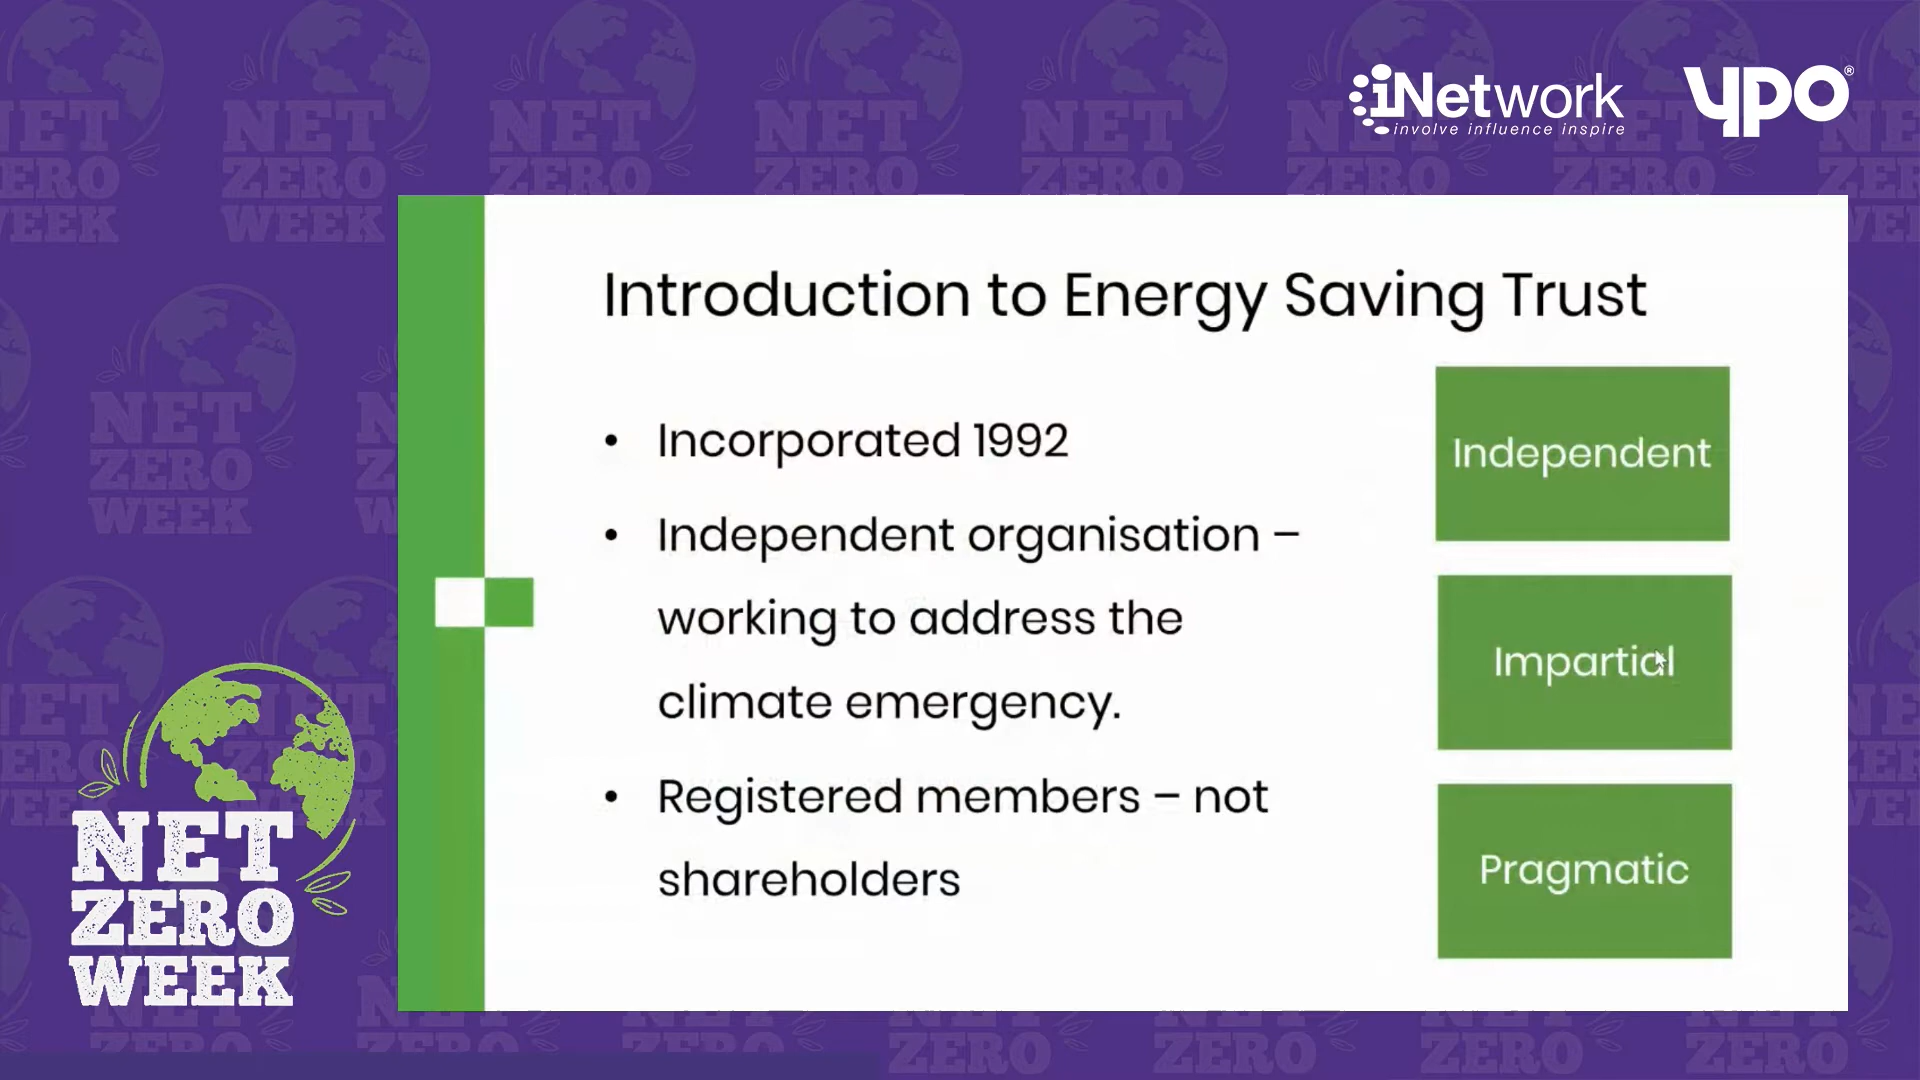 iNetwork
involve influence inspire
ypo®
Introduction to Energy Saving Trust
• Incorporated 1992
• Independent organisation –
working to address the
climate emergency.
• Registered members – not
shareholders
Independent
Impartial
Pragmatic
NET
ZERO
WEEK